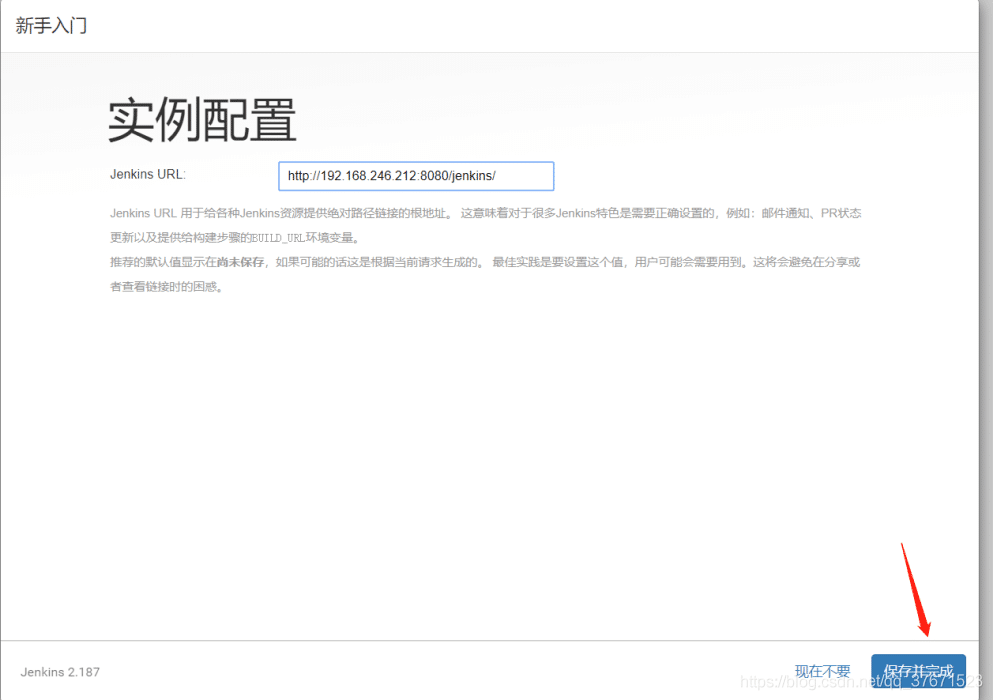 新手入门
实例配置
Jenkins URL:
http://192.168.246.212:8080/jenkins/
Jenkins URL 用于给各种Jenkins资源提供绝对路径链接的根地址。 这意味着对于很多Jenkins特色是需要正确设置的，例如：邮件通知、PR状态
更新以及提供给构建步骤的BUILD_URL环境变量。
推荐的默认值显示在尚未保存，如果可能的话这是根据当前请求生成的。 最佳实践是要设置这个值，用户可能会需要用到。这将会避免在分享或
者查看链接时的困惑。
Jenkins 2.187
现在不要
保存并完成
https://blog.csdn.net/qq_37671523